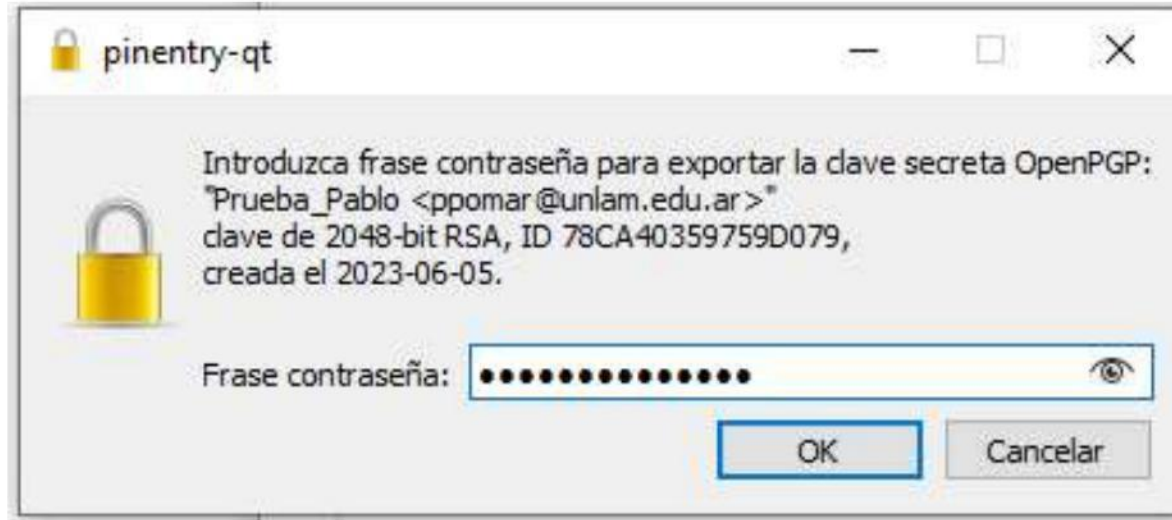 pinentry-qt
Introduzca frase contraseña para exportar la clave secreta OpenPGP:
"Prueba_Pablo <ppomar@unlam.edu.ar>"
clave de 2048-bit RSA, ID 78CA40359759D079,
creada el 2023-06-05.
Frase contraseña: ●●●●●●●●●●●●●●
OK Cancelar